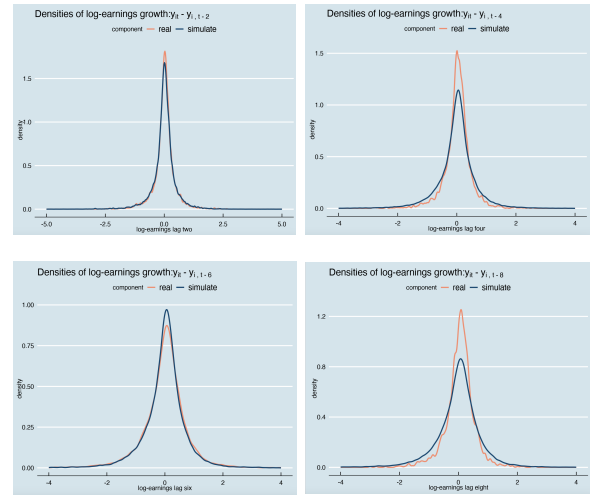 Densities of log-earnings growth:yit - yi , t - 2
component real simulate
1.5
1.0
0.5
0.0
density
-5.0 -2.5 0.0 2.5 5.0
log-earnings lag two
Densities of log-earnings growth:yit - yi , t - 4
component real simulate
1.5
1.0
0.5
0.0
density
-4 -2 0 2 4
log-earnings lag four
Densities of log-earnings growth:yit - yi , t - 6
component real simulate
1.00
0.75
0.50
0.25
0.00
density
-4 -2 0 2 4
log-earnings lag six
Densities of log-earnings growth:yit - yi , t - 8
component real simulate
1.2
0.8
0.4
0.0
density
-4 -2 0 2 4
log-earnings lag eight